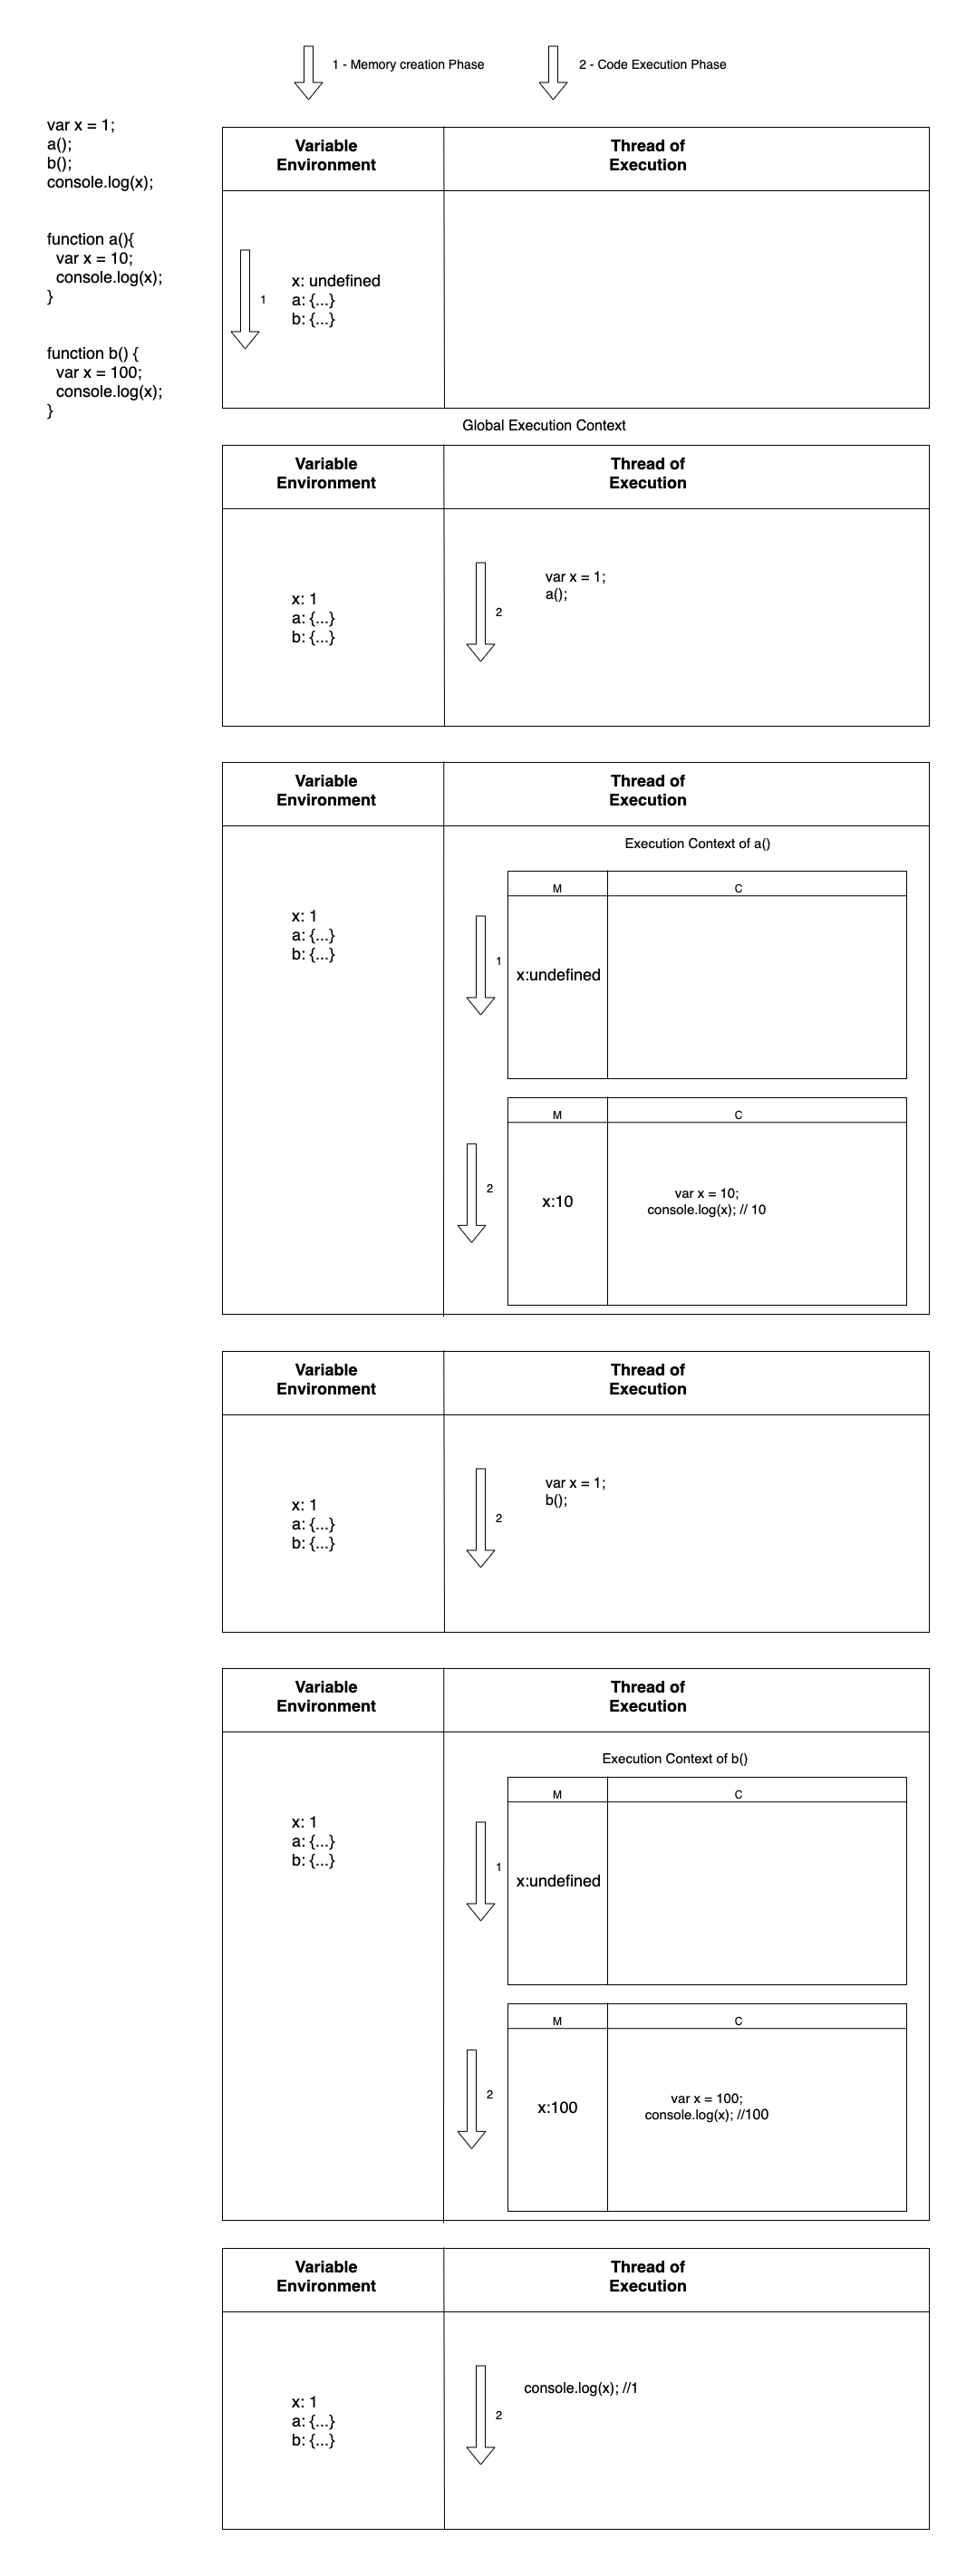 1 - Memory creation Phase
2 - Code Execution Phase
var x = 1;
a();
b();
console.log(x);
function a(){
var x = 10;
console.log(x);
}
function b() {
var x = 100;
console.log(x);
}
Variable
Environment
Thread of
Execution
1
x: undefined
a: {...}
b: {...}
Global Execution Context
Variable
Environment
Thread of
Execution
x: 1
a: {...}
b: {...}
2
var x = 1;
a();
Variable
Environment
Thread of
Execution
x: 1
a: {...}
b: {...}
Execution Context of a()
M
C
1
x:undefined
M
C
2
x:10
var x = 10;
console.log(x); // 10
Variable
Environment
Thread of
Execution
x: 1
a: {...}
b: {...}
2
var x = 1;
b();
Variable
Environment
Thread of
Execution
x: 1
a: {...}
b: {...}
Execution Context of b()
M
C
1
x:undefined
M
C
2
x:100
var x = 100;
console.log(x); //100
Variable
Environment
Thread of
Execution
x: 1
a: {...}
b: {...}
2
console.log(x); //1